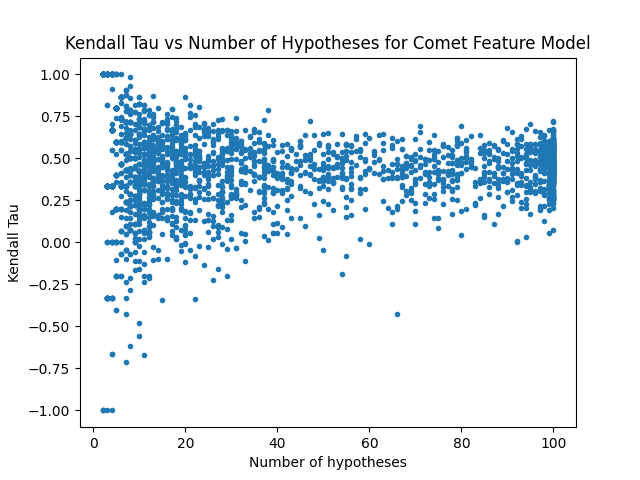 Kendall Tau vs Number of Hypotheses for Comet Feature Model
1.00
0.75
0.50
0.25
0.00
−0.25
−0.50
−0.75
−1.00
Kendall Tau
0 20 40 60 80 100
Number of hypotheses